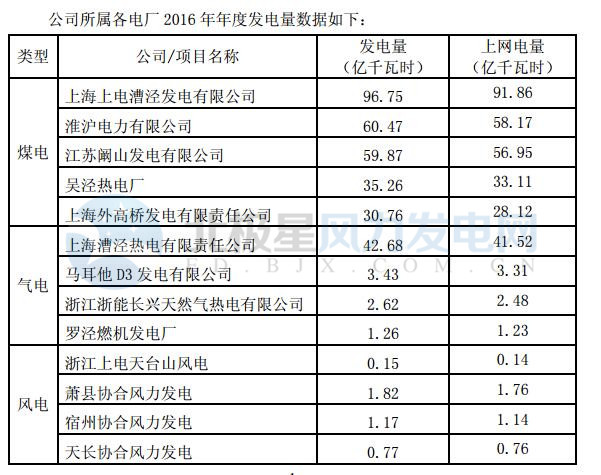 公司所属各电厂 2016 年年度发电量数据如下：
类型 公司/项目名称 发电量 上网电量
（亿千瓦时） （亿千瓦时）
煤电
上海上电漕泾发电有限公司 96.75 91.86
淮沪电力有限公司 60.47 58.17
江苏阚山发电有限公司 59.87 56.95
吴泾热电厂 35.26 33.11
上海外高桥发电有限责任公司 30.76 28.12
气电
上海漕泾热电有限责任公司 42.68 41.52
马耳他 D3 发电有限公司 3.43 3.31
浙江浙能长兴天然气热电有限公司 2.62 2.48
罗泾燃机发电厂 1.26 1.23
风电
浙江上电天台山风电 0.15 0.14
萧县协合风力发电 1.82 1.76
宿州协合风力发电 1.17 1.14
天长协合风力发电 0.77 0.76
北极星风力发电网
FD.BJX.COM.CN